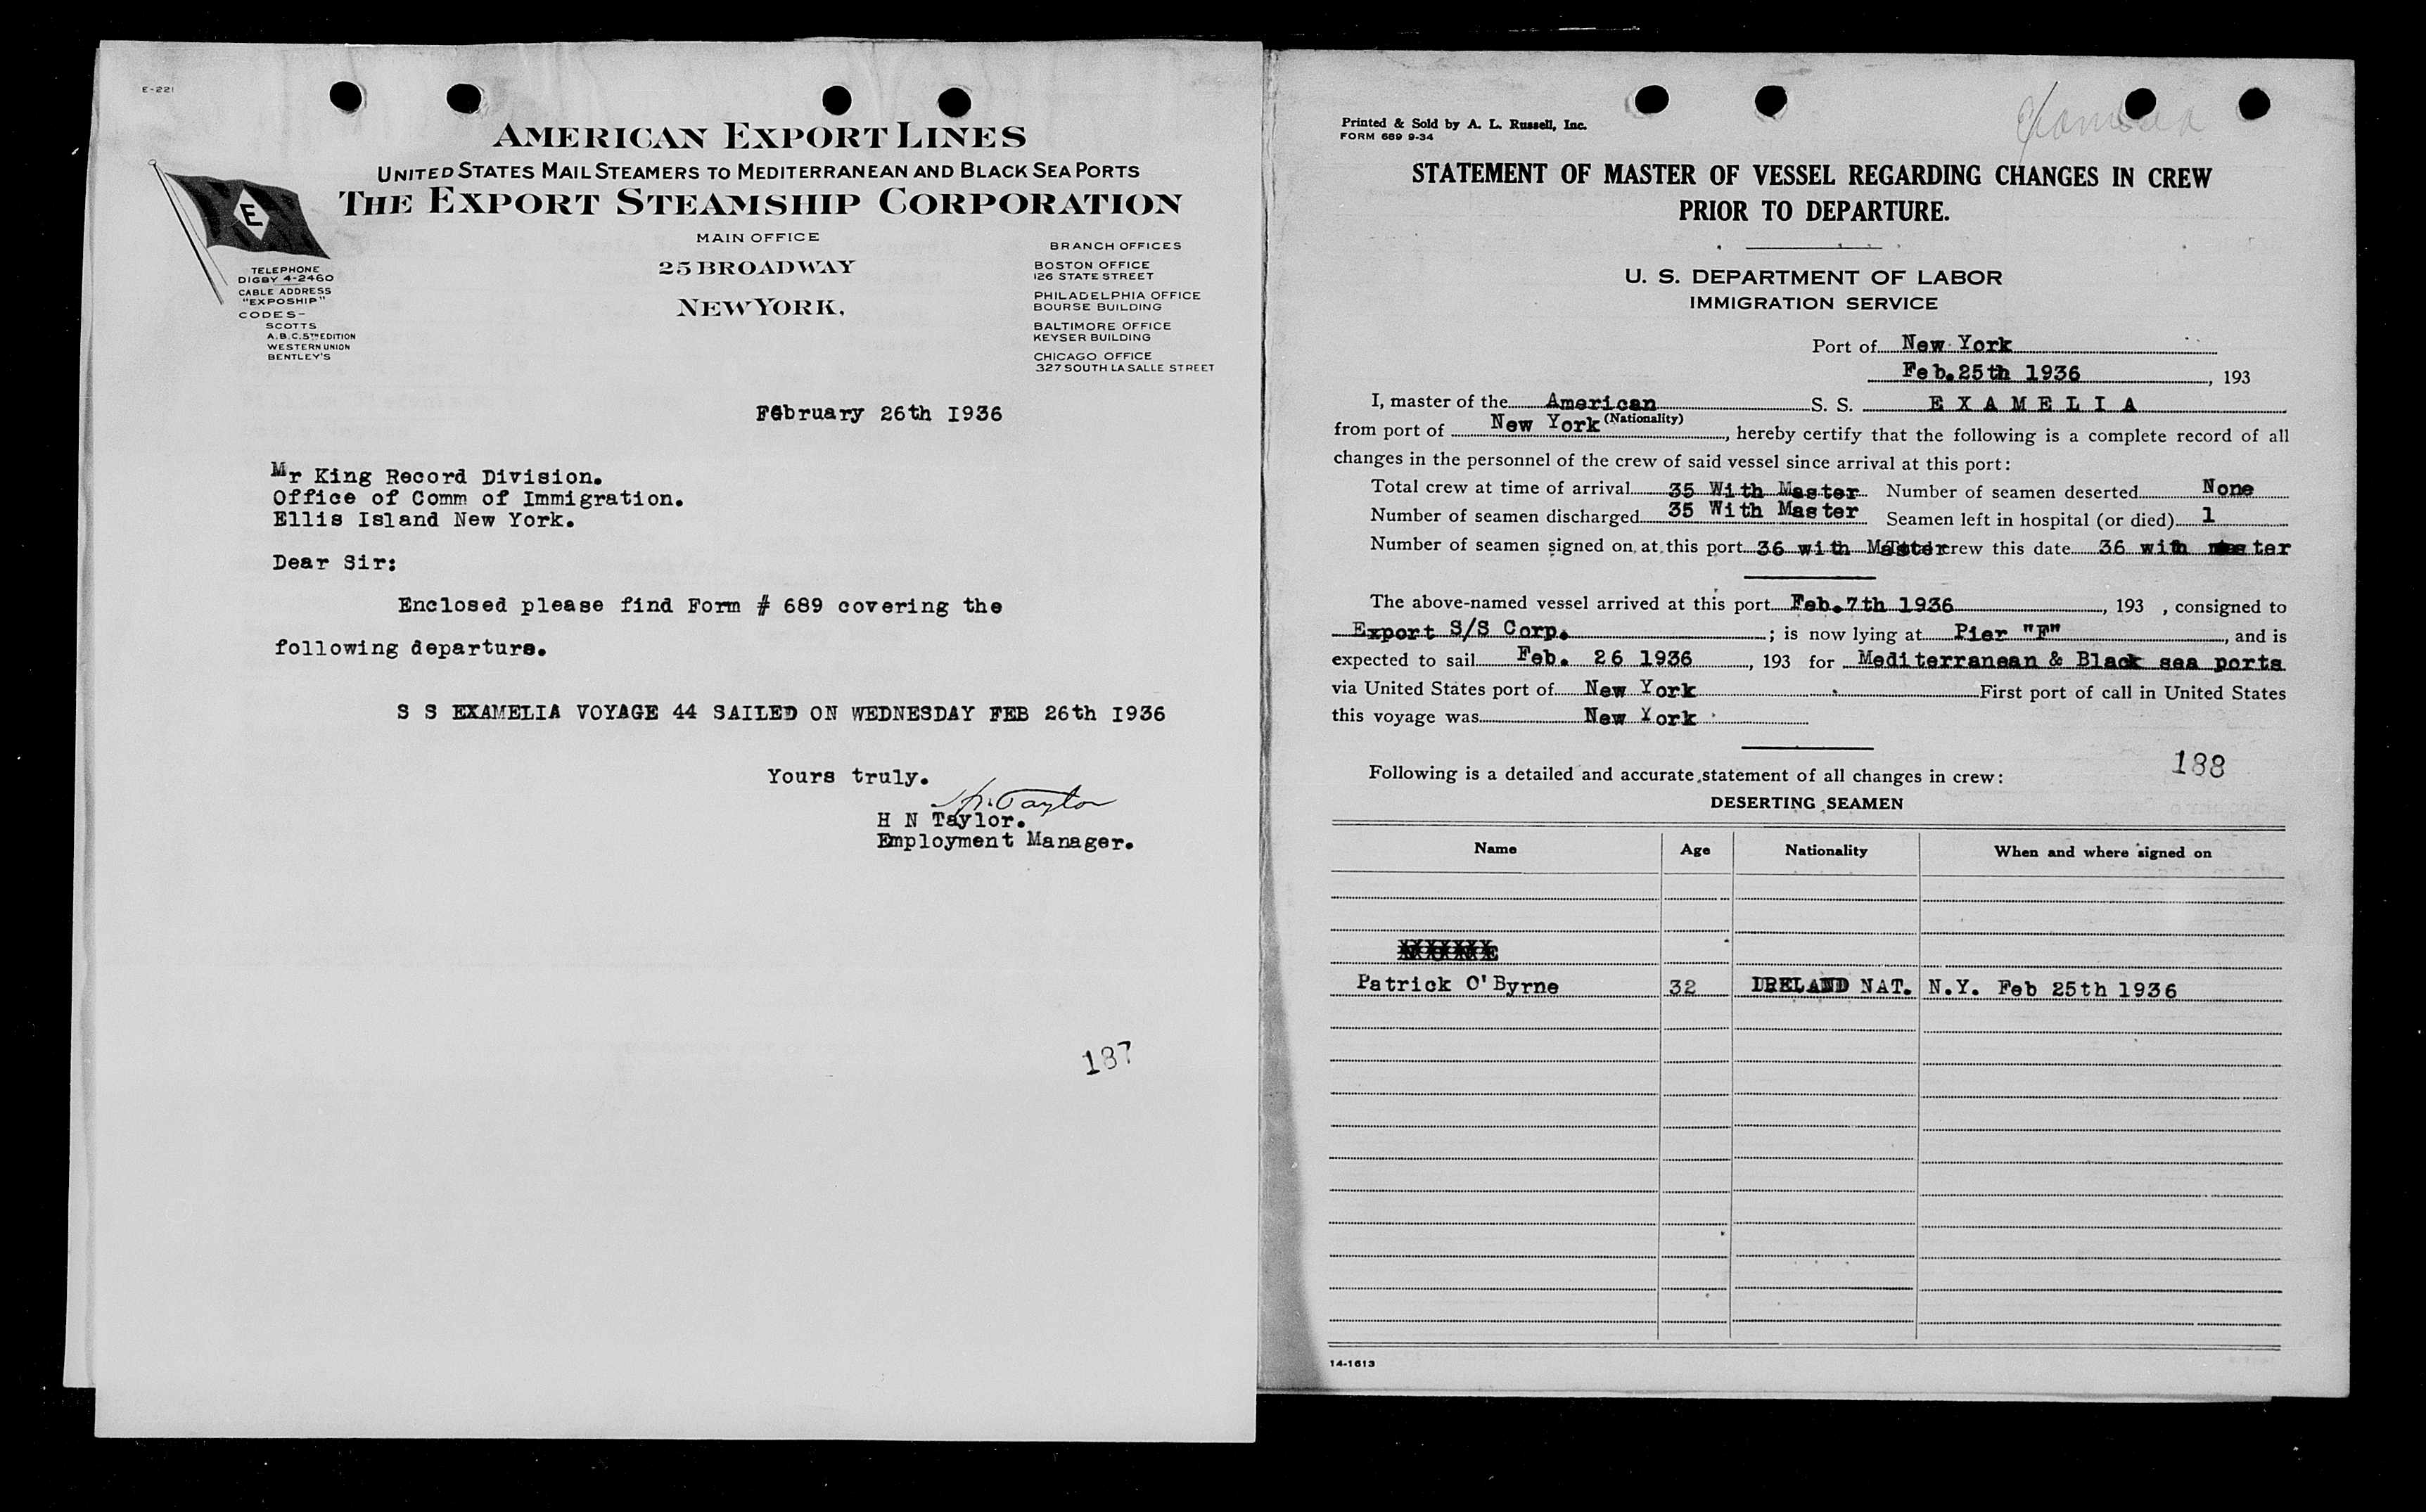 E-221
AMERICAN EXPORT LINES
UNITED STATES MAIL STEAMERS TO MEDITERRANEAN AND BLACK SEA PORTS
THE EXPORT STEAMSHIP CORPORATION
E
MAIN OFFICE
25 BROADWAY
NEW YORK,
TELEPHONE
DIGBY 4-2460
CABLE ADDRESS
"EXPOSHIP"
CODES-
SCOTTS
A.B.C. 5TH EDITION
WESTERN UNION
BENTLEY'S
BRANCH OFFICES
BOSTON OFFICE
126 STATE STREET
PHILADELPHIA OFFICE
BOURSE BUILDING
BALTIMORE OFFICE
KEYSER BUILDING
CHICAGO OFFICE
327 SOUTH LA SALLE STREET
February 26th 1936
Mr King Record Division.
Office of Comm of Immigration.
Ellis Island New York.
Dear Sir:
Enclosed please find Form # 689 covering the
following departure.
S S EXAMELIA VOYAGE 44 SAILED ON WEDNESDAY FEB 26th 1936
Yours truly.
H N Taylor
H N Taylor.
Employment Manager.
187
Printed & Sold by A. L. Russell, Inc.
FORM 689 9-34
STATEMENT OF MASTER OF VESSEL REGARDING CHANGES IN CREW
PRIOR TO DEPARTURE.
U. S. DEPARTMENT OF LABOR
IMMIGRATION SERVICE
Port of New York
Feb.25th 1936, 193
I, master of the American S. S. E X A M E L I A
(Nationality)
from port of New York, hereby certify that the following is a complete record of all
changes in the personnel of the crew of said vessel since arrival at this port:
Total crew at time of arrival 35 With Master Number of seamen deserted None
Number of seamen discharged 35 With Master Seamen left in hospital (or died) 1
Number of seamen signed on at this port 36 with Master Total crew this date 36 with master
The above-named vessel arrived at this port Feb.7th 1936, 193 , consigned to
Export S/S Corp. ; is now lying at Pier "F", and is
expected to sail Feb. 26 1936, 193 for Mediterranean & Black sea ports
via United States port of New York First port of call in United States
this voyage was New York
188
Following is a detailed and accurate statement of all changes in crew:
DESERTING SEAMEN
Name Age Nationality When and where signed on
Patrick O'Byrne 32 IRELAND NAT. N.Y. Feb 25th 1936
14-1613